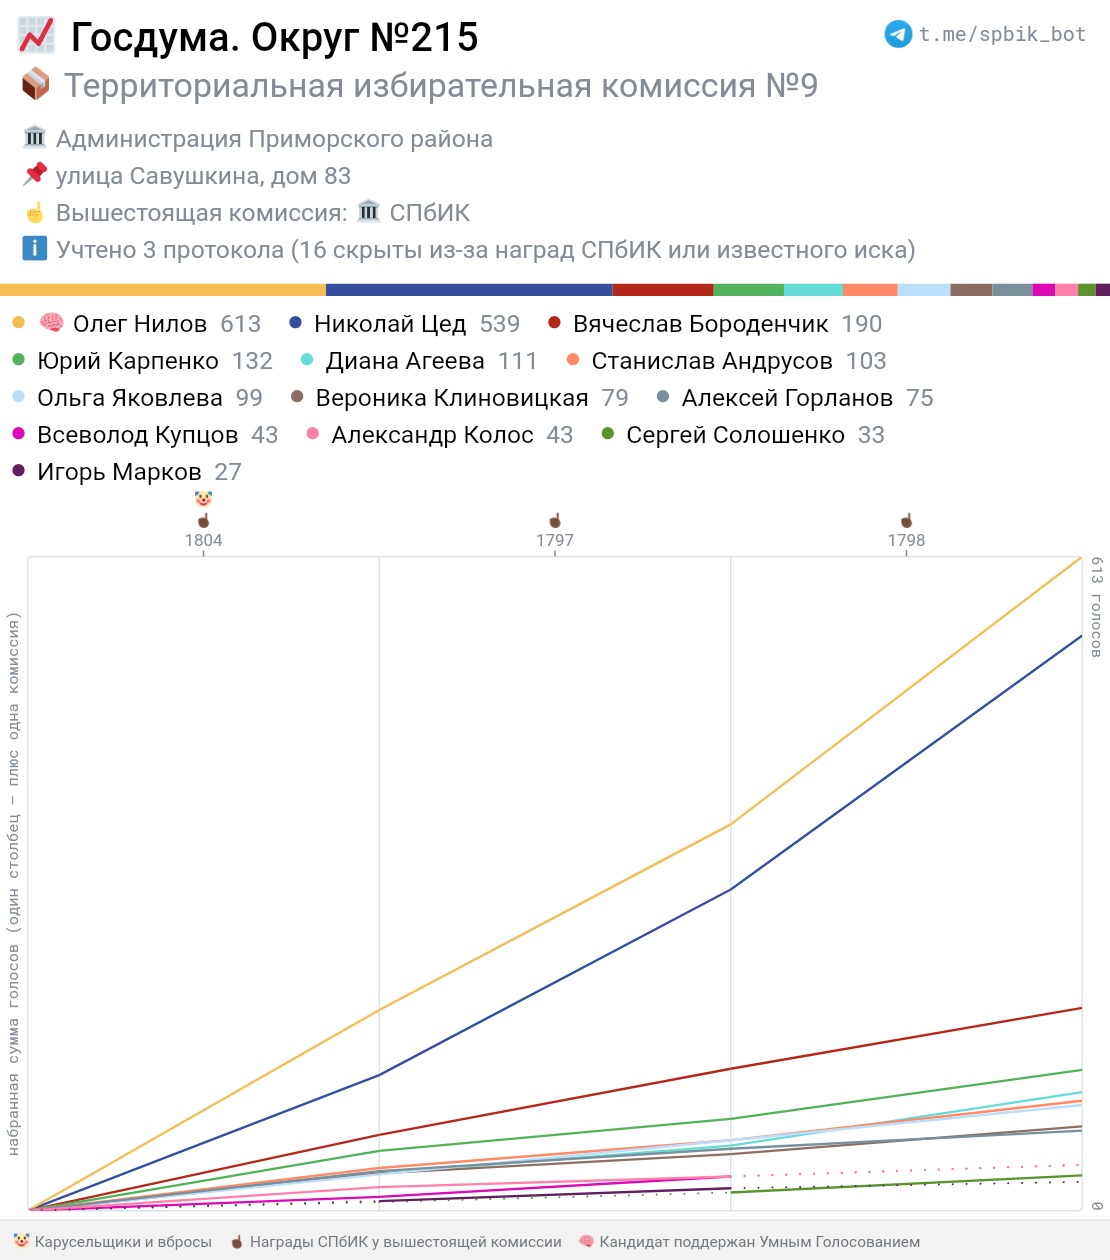 Госдума. Округ №215
t.me/spbik_bot
Территориальная избирательная комиссия №9
Администрация Приморского района
улица Савушкина, дом 83
Вышестоящая комиссия: СПбИК
Учтено 3 протокола (16 скрыты из-за наград СПбИК или известного иска)
Олег Нилов 613 Николай Цед 539 Вячеслав Бороденчик 190
Юрий Карпенко 132 Диана Агеева 111 Станислав Андрусов 103
Ольга Яковлева 99 Вероника Клиновицкая 79 Алексей Горланов 75
Всеволод Купцов 43 Александр Колос 43 Сергей Солошенко 33
Игорь Марков 27
1804 1797 1798
набранная сумма голосов (один столбец — плюс одна комиссия)
613 голосов
0
Карусельщики и вбросы Награды СПбИК у вышестоящей комиссии Кандидат поддержан Умным Голосованием